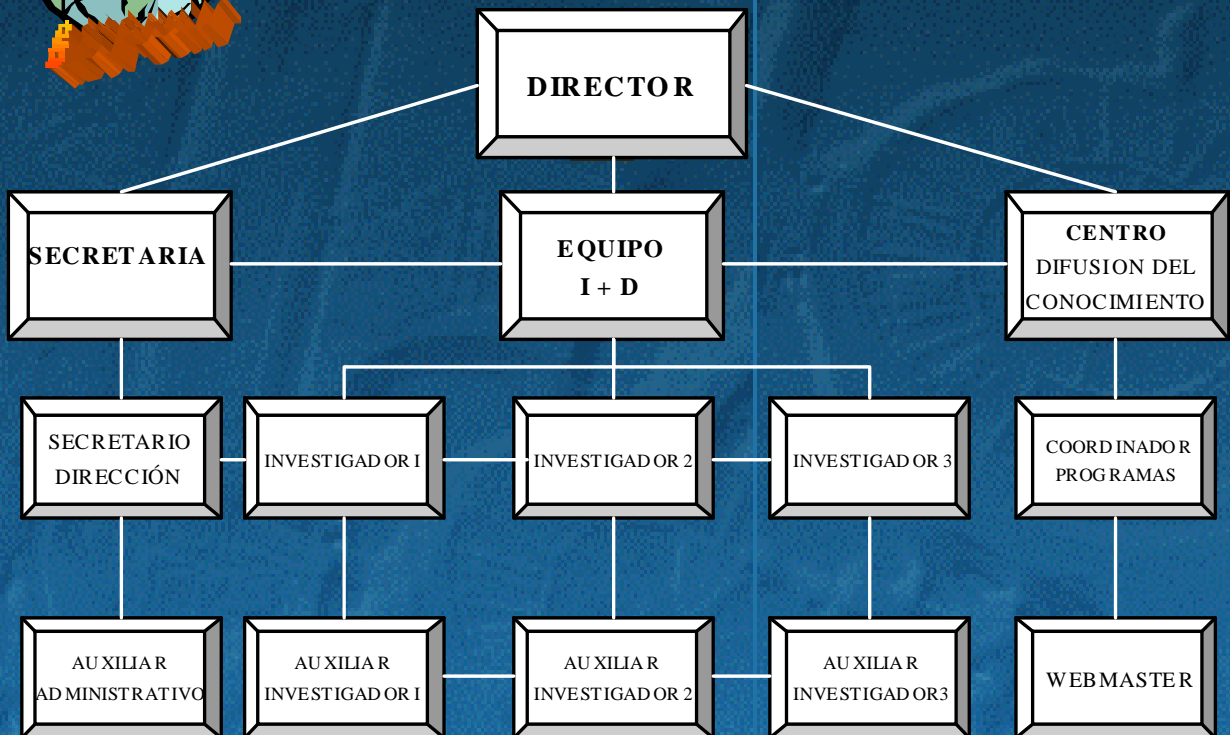 DIRECTOR
SECRETARIA
EQUIPO
I + D
CENTRO
DIFUSION DEL
CONOCIMIENTO
SECRETARIO
DIRECCIÓN
INVESTIGADOR I
INVESTIGADOR 2
INVESTIGADOR 3
COORDINADOR
PROGRAMAS
AUXILIAR
ADMINISTRATIVO
AUXILIAR
INVESTIGADOR I
AUXILIAR
INVESTIGADOR 2
AUXILIAR
INVESTIGADOR3
WEBMASTER